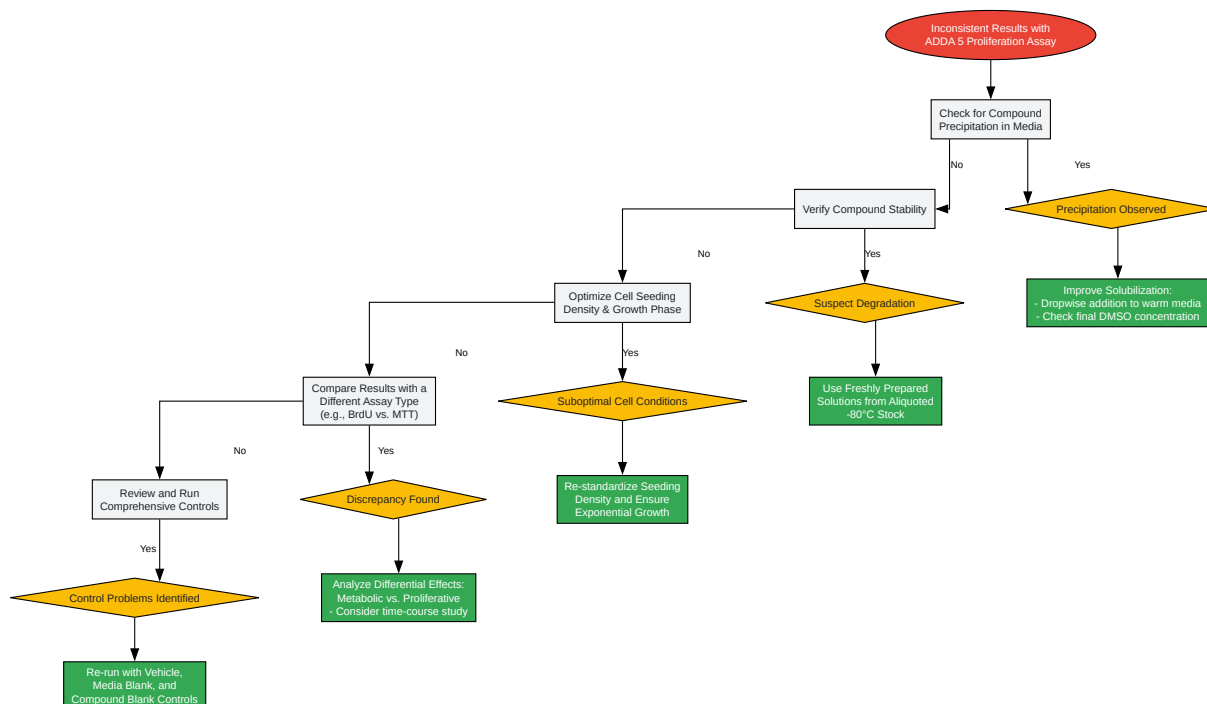 Inconsistent Results with
ADDA 5 Proliferation Assay
Check for Compound
Precipitation in Media
No
Yes
Verify Compound Stability
Precipitation Observed
No
Yes
Optimize Cell Seeding
Density & Growth Phase
Suspect Degradation
Improve Solubilization:
- Dropwise addition to warm media
- Check final DMSO concentration
No
Yes
Compare Results with a
Different Assay Type
(e.g., BrdU vs. MTT)
Suboptimal Cell Conditions
Use Freshly Prepared
Solutions from Aliquoted
-80°C Stock
No
Yes
Review and Run
Comprehensive Controls
Discrepancy Found
Re-standardize Seeding
Density and Ensure
Exponential Growth
Yes
Control Problems Identified
Analyze Differential Effects:
Metabolic vs. Proliferative
- Consider time-course study
Re-run with Vehicle,
Media Blank, and
Compound Blank Controls